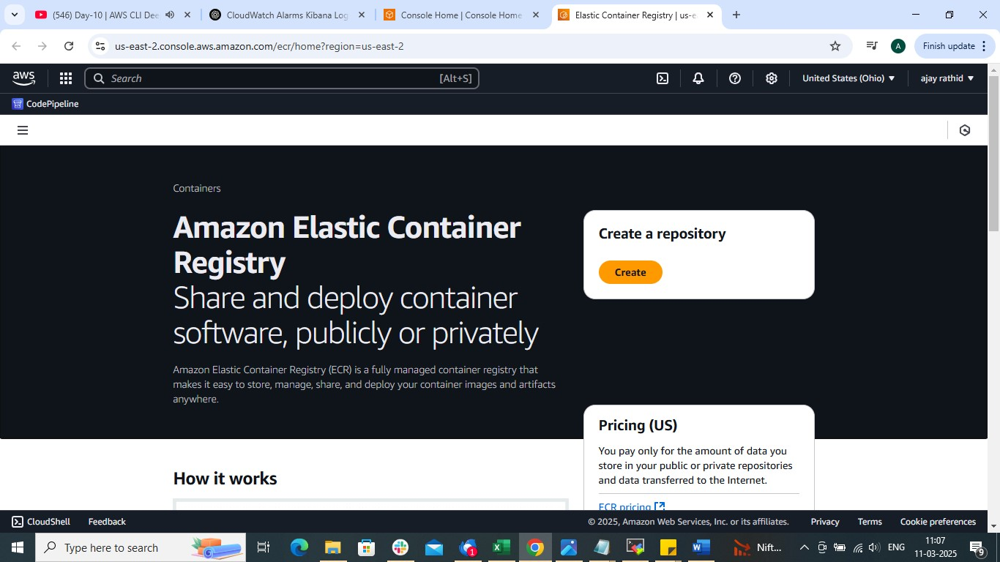 (546) Day-10 | AWS CLI Dee
CloudWatch Alarms Kibana Log
Console Home | Console Home
Elastic Container Registry | us-e
us-east-2.console.aws.amazon.com/ecr/home?region=us-east-2
A
Finish update
aws
Search
[Alt+S]
United States (Ohio)
ajay rathid
CodePipeline
Containers
Amazon Elastic Container
Registry
Share and deploy container
software, publicly or privately
Amazon Elastic Container Registry (ECR) is a fully managed container registry that
makes it easy to store, manage, share, and deploy your container images and artifacts
anywhere.
Create a repository
Create
Pricing (US)
You pay only for the amount of data you
store in your public or private repositories
and data transferred to the Internet.
ECR pricing
How it works
CloudShell
Feedback
© 2025, Amazon Web Services, Inc. or its affiliates.
Privacy
Terms
Cookie preferences
Type here to search
1
Nift...
ENG
11:07
11-03-2025
9